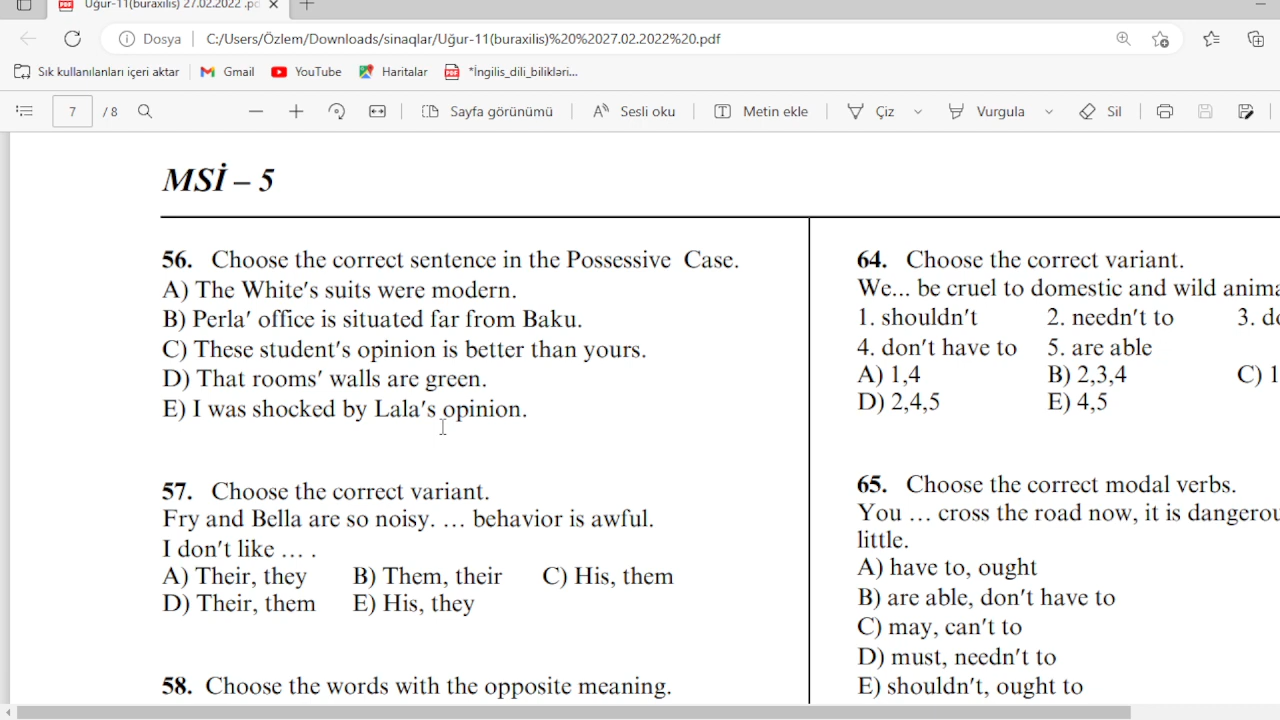 Uğur-11(buraxılış) 27.02.2022 .pd
Dosya
C:/Users/Özlem/Downloads/sinaqlar/Uğur-11(buraxilis)%20%2027.02.2022%20.pdf
Sık kullanılanları içeri aktar
Gmail
YouTube
Haritalar
*İngilis_dili_bilikləri...
7 / 8
Sayfa görünümü
Sesli oku
Metin ekle
Çiz
Vurgula
Sil
MSİ – 5
56. Choose the correct sentence in the Possessive Case.
A) The White's suits were modern.
B) Perla' office is situated far from Baku.
C) These student's opinion is better than yours.
D) That rooms' walls are green.
E) I was shocked by Lala's opinion.
57. Choose the correct variant.
Fry and Bella are so noisy. … behavior is awful.
I don't like … .
A) Their, they B) Them, their C) His, them
D) Their, them E) His, they
58. Choose the words with the opposite meaning.
64. Choose the correct variant.
We... be cruel to domestic and wild anima
1. shouldn't 2. needn't to 3. do
4. don't have to 5. are able
A) 1,4 B) 2,3,4 C) 1
D) 2,4,5 E) 4,5
65. Choose the correct modal verbs.
You … cross the road now, it is dangerou
little.
A) have to, ought
B) are able, don't have to
C) may, can't to
D) must, needn't to
E) shouldn't, ought to